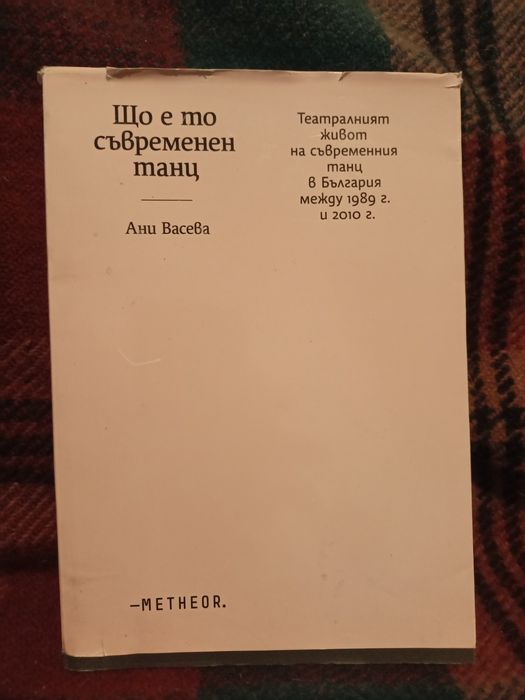 Що е то
съвременен
танц
Ани Васева
Театралният
живот
на съвременния
танц
в България
между 1989 г.
и 2010 г.
—METHEOR.